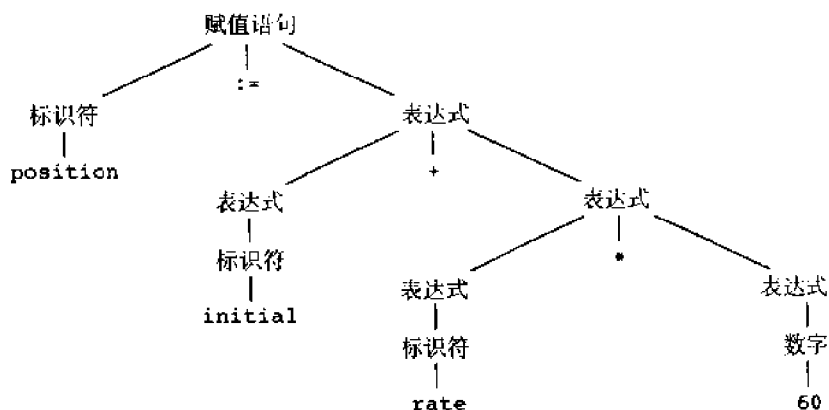 赋值语句
:=
标识符
表达式
position
+
表达式
表达式
标识符
*
表达式
表达式
initial
标识符
数字
rate
60